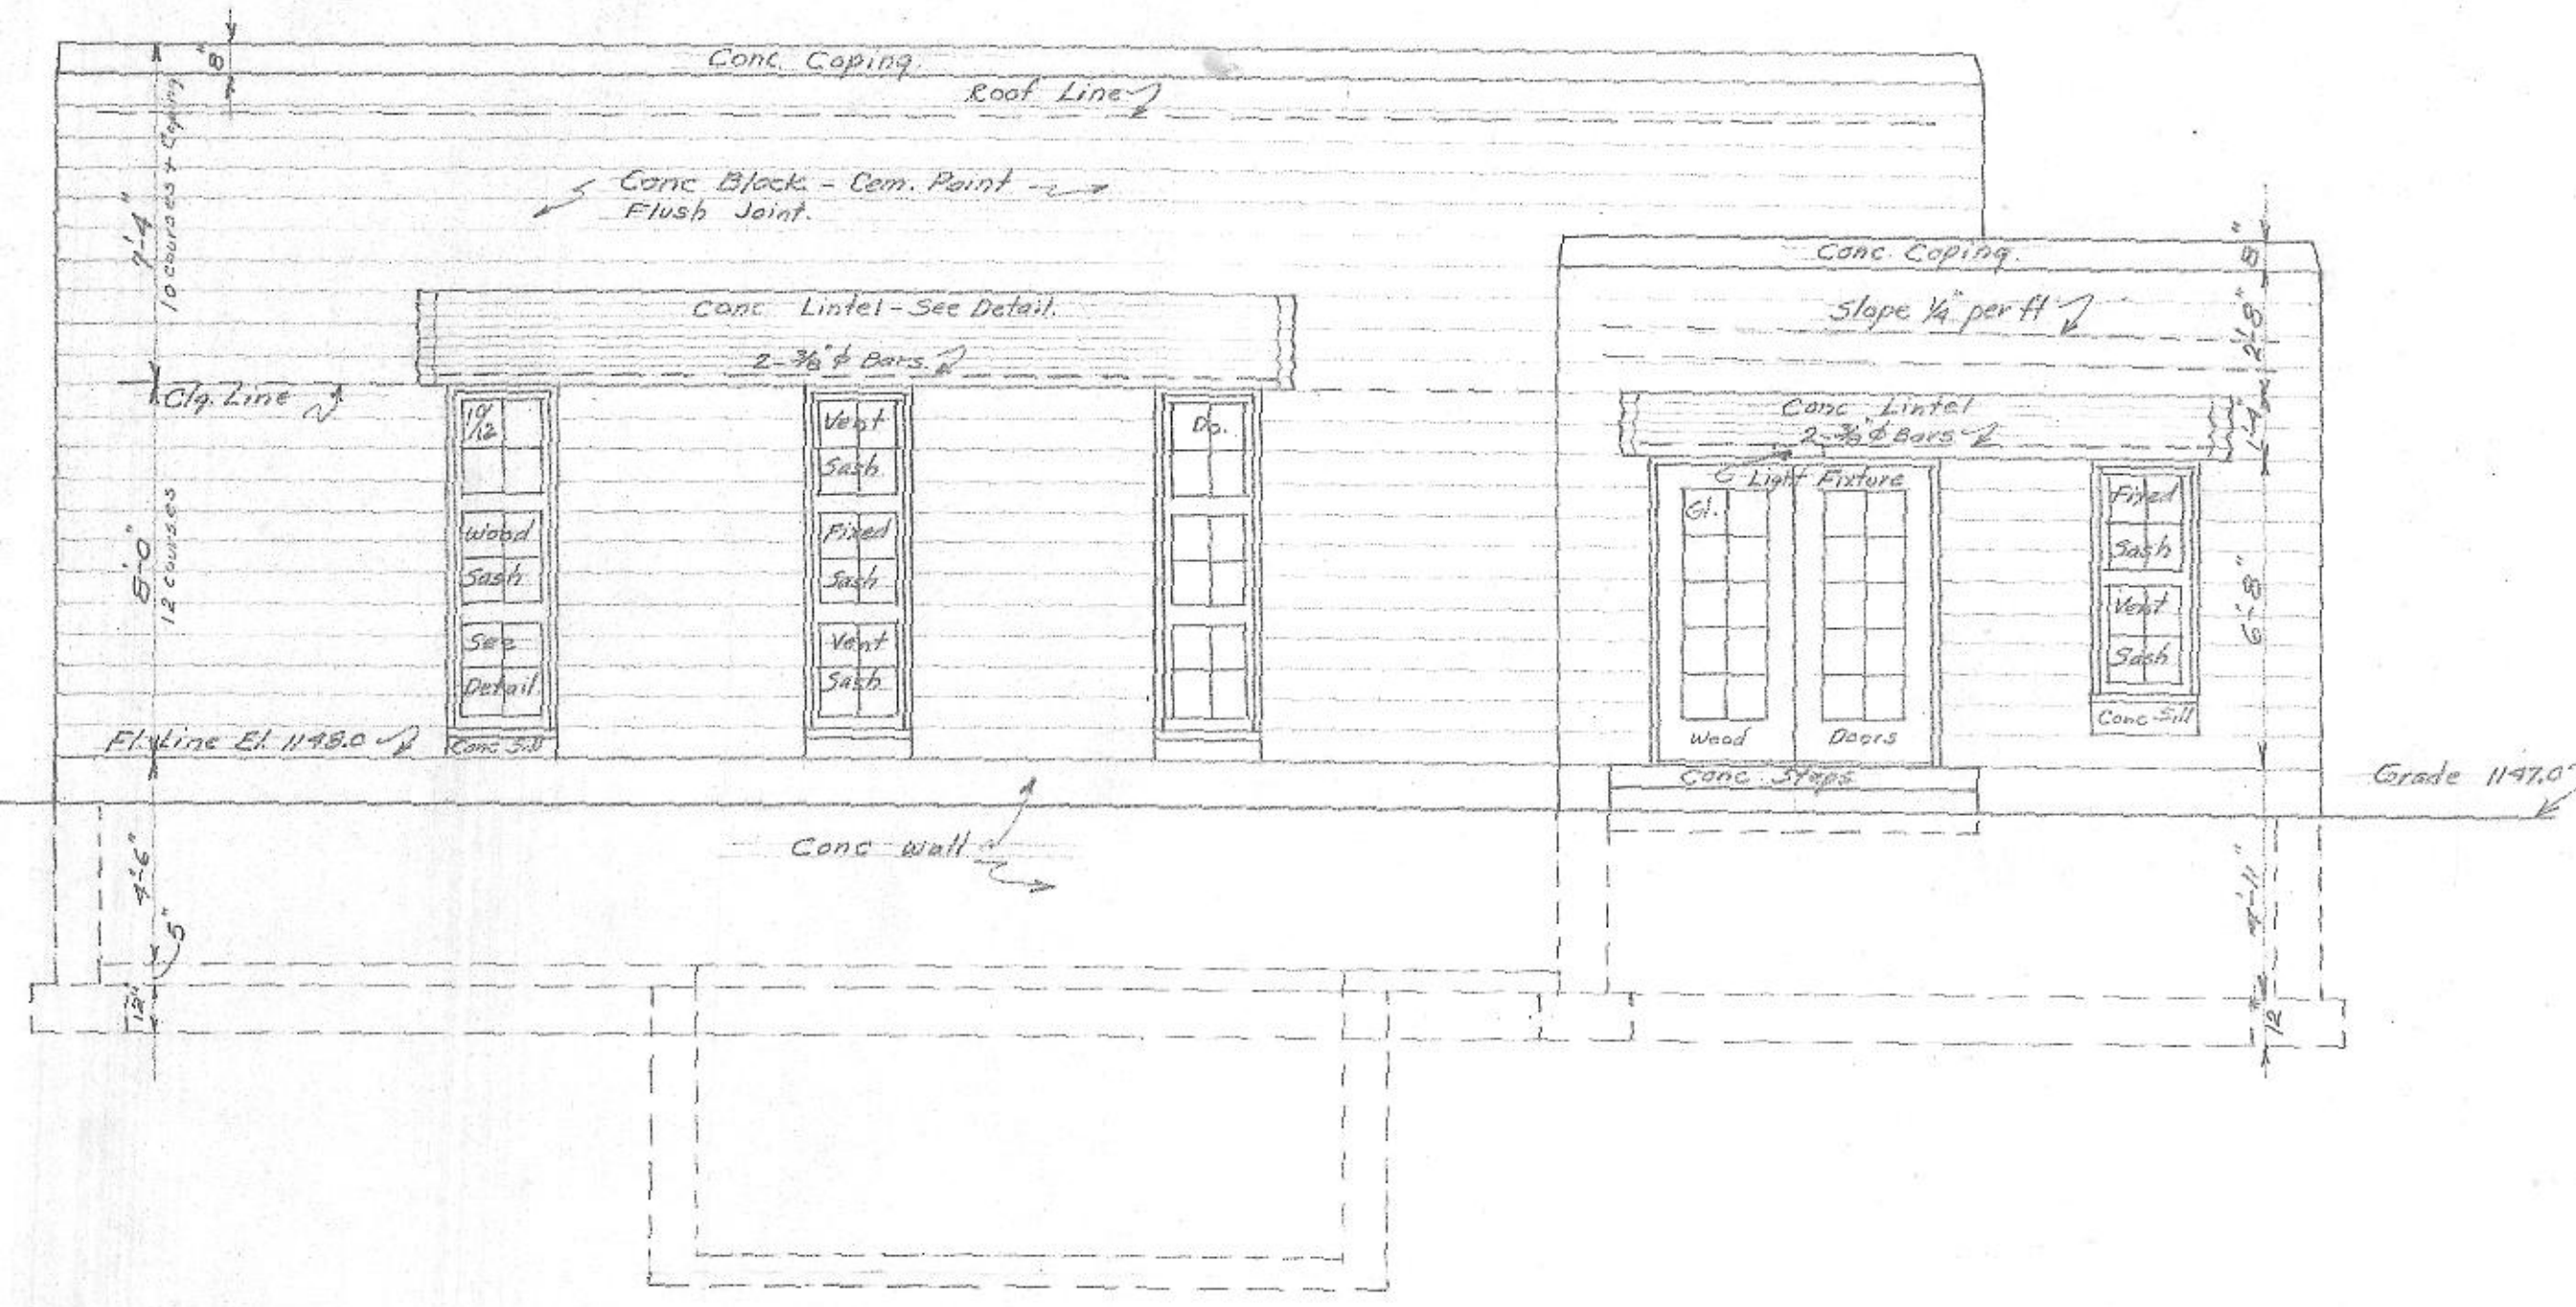 8"
Conc. Coping.
Roof Line
Conc Block - Cem. Paint
Flush Joint.
7'-4"
10 courses + Coping
Conc. Coping.
8"
Slope 1/4" per ft
2'-8"
Conc Lintel - See Detail.
2-3/8"ϕ Bars.
Clg. Line
Conc Lintel
2-3/8"ϕ Bars
1'-4"
10/12
Vent
Sash
Do.
Light Fixture
Gl.
Fixed
Sash
Wood
Sash
Fixed
Sash
Vent
Sash
8'-0"
12 Courses
6'-8"
See
Detail
Vent
Sash
Conc Sill
Wood Doors
Fl. Line El. 1148.0
Conc Sill
Conc. Steps
Grade 1147.0
Conc Wall
4'-6"
5"
4'-11"
12"
12